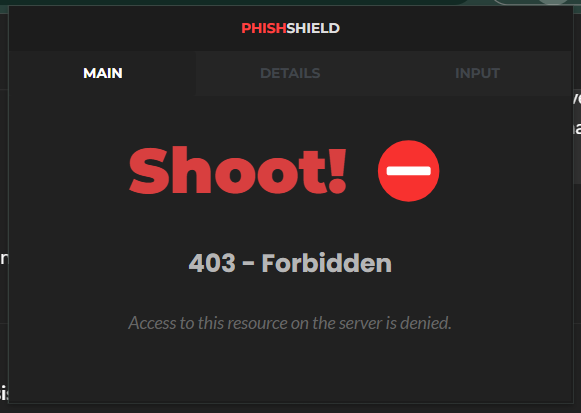 PHISHSHIELD
MAIN DETAILS INPUT
Shoot!
403 - Forbidden
Access to this resource on the server is denied.